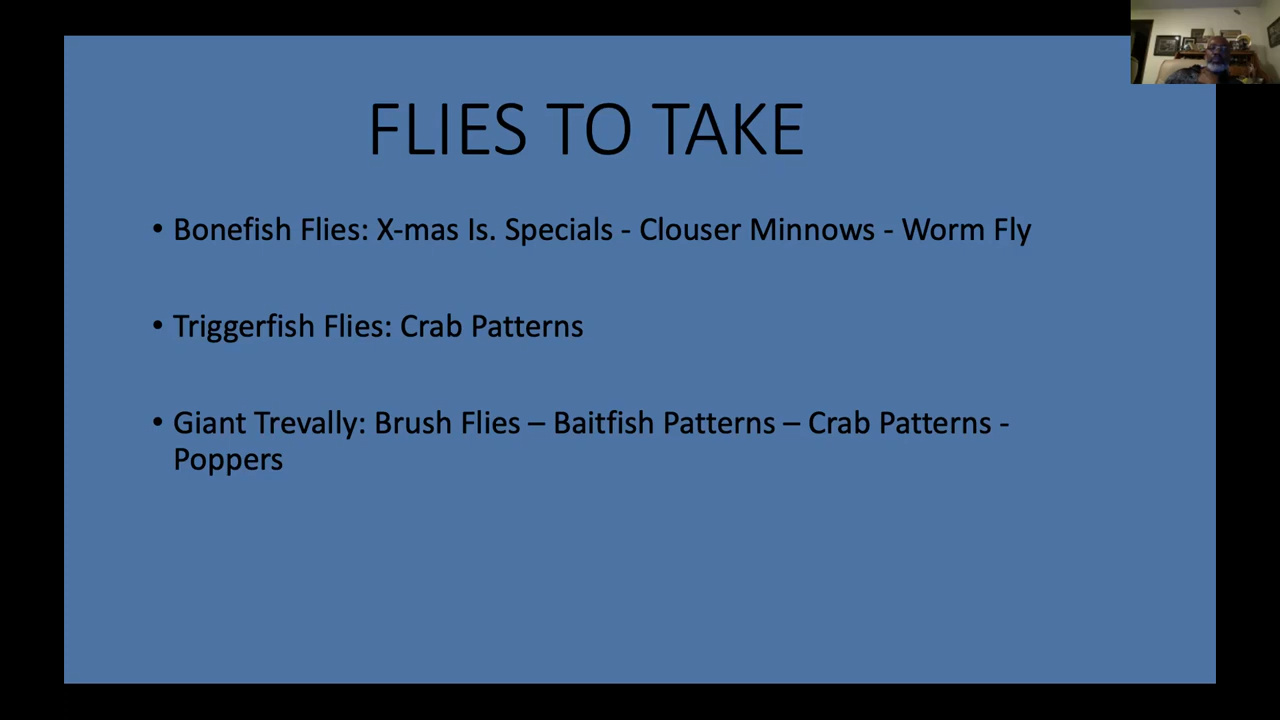 FLIES TO TAKE
• Bonefish Flies: X-mas Is. Specials - Clouser Minnows - Worm Fly
• Triggerfish Flies: Crab Patterns
• Giant Trevally: Brush Flies – Baitfish Patterns – Crab Patterns -
Poppers